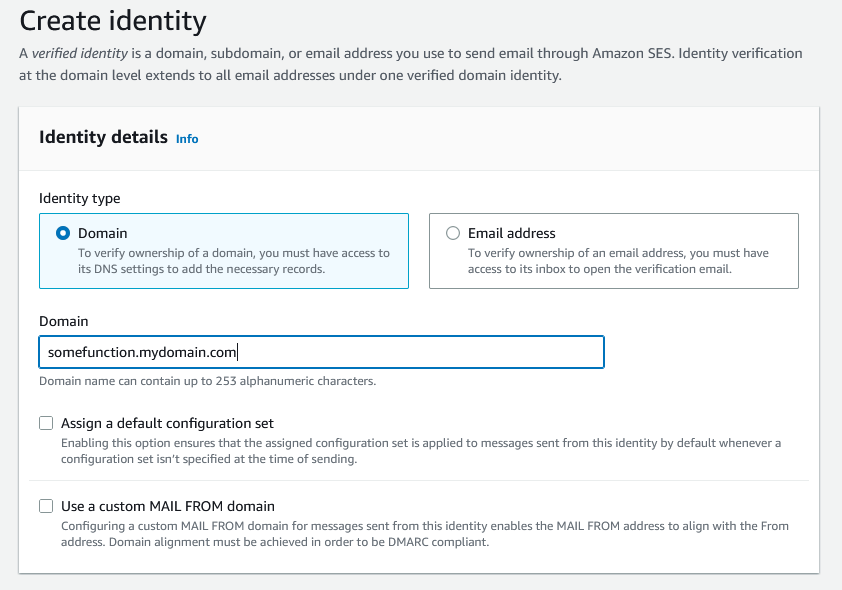 Create identity
A verified identity is a domain, subdomain, or email address you use to send email through Amazon SES. Identity verification
at the domain level extends to all email addresses under one verified domain identity.
Identity details Info
Identity type
Domain
To verify ownership of a domain, you must have access to
its DNS settings to add the necessary records.
Email address
To verify ownership of an email address, you must have
access to its inbox to open the verification email.
Domain
somefunction.mydomain.com
Domain name can contain up to 253 alphanumeric characters.
Assign a default configuration set
Enabling this option ensures that the assigned configuration set is applied to messages sent from this identity by default whenever a
configuration set isn't specified at the time of sending.
Use a custom MAIL FROM domain
Configuring a custom MAIL FROM domain for messages sent from this identity enables the MAIL FROM address to align with the From
address. Domain alignment must be achieved in order to be DMARC compliant.